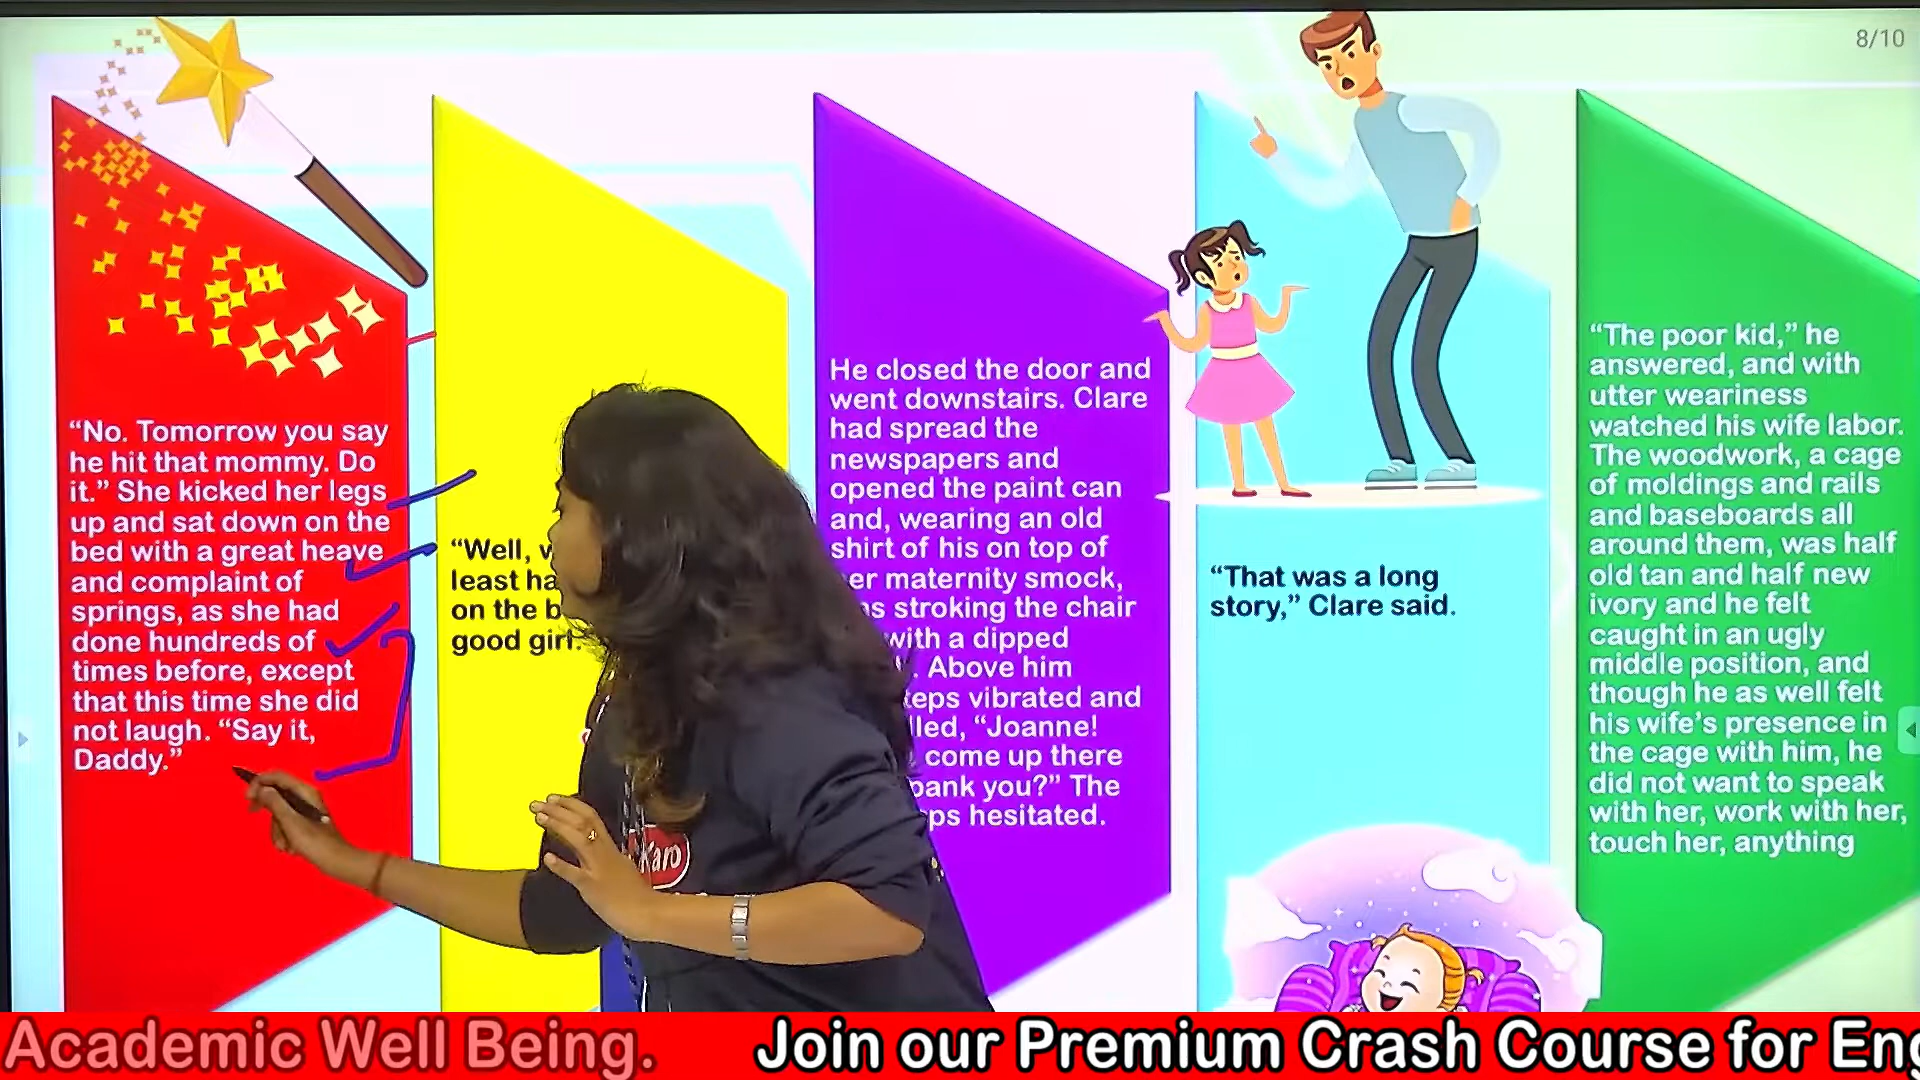 8/10
“No. Tomorrow you say
he hit that mommy. Do
it.” She kicked her legs
up and sat down on the
bed with a great heave
and complaint of
springs, as she had
done hundreds of
times before, except
that this time she did
not laugh. “Say it,
Daddy.”
“Well,
least
on the
good girl.
He closed the door and
went downstairs. Clare
had spread the
newspapers and
opened the paint can
and, wearing an old
shirt of his on top of
maternity smock,
stroking the chair
with a dipped
Above him
vibrated and
“Joanne!
come up there
you?” The
hesitated.
“That was a long
story,” Clare said.
“The poor kid,” he
answered, and with
utter weariness
watched his wife labor.
The woodwork, a cage
of moldings and rails
and baseboards all
around them, was half
old tan and half new
ivory and he felt
caught in an ugly
middle position, and
though he as well felt
his wife’s presence in
the cage with him, he
did not want to speak
with her, work with her,
touch her, anything
Karo
Academic Well Being. Join our Premium Crash Course for